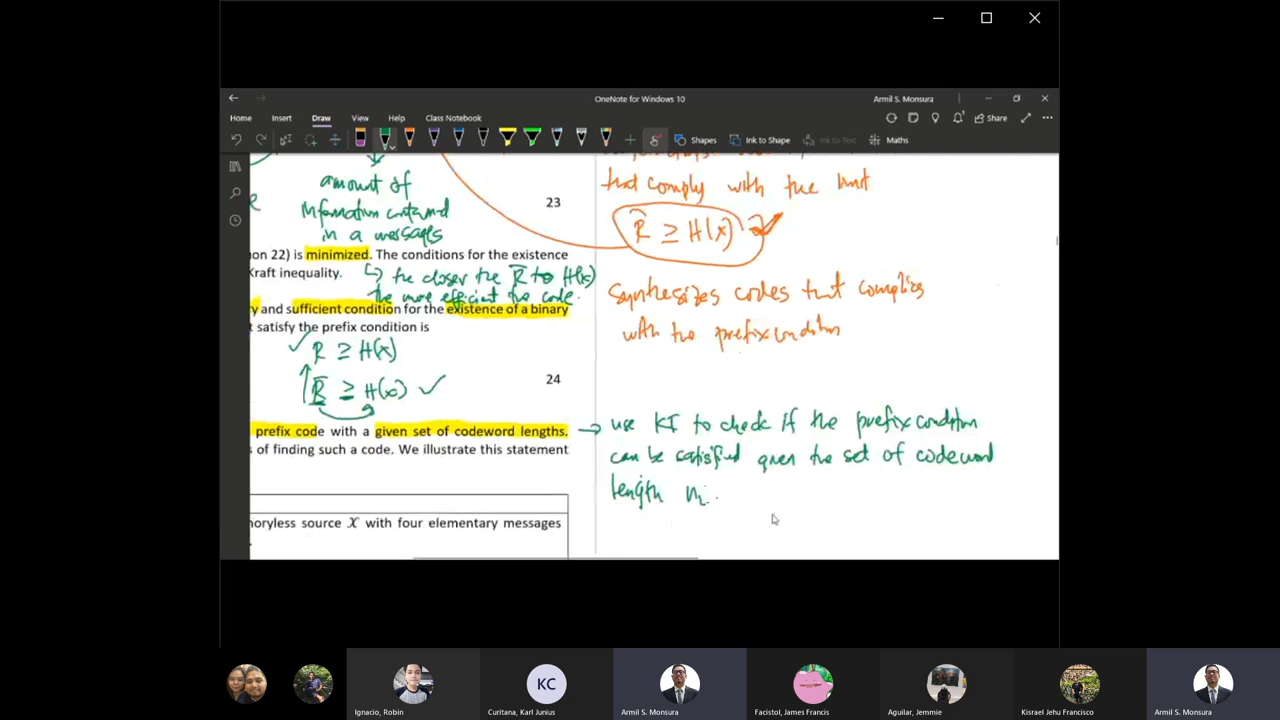 OneNote for Windows 10
Armil S. Monsura
Home Insert Draw View Help Class Notebook
Share
Shapes Ink to Shape Ink to Text Maths
amount of
information contained
in a messages
R
23
on 22) is minimized. The conditions for the existence
Kraft inequality.
↳ the closer the R̅ to H(x)
the more efficient the code.
y and sufficient condition for the existence of a binary
t satisfy the prefix condition is
✓ R ≥ H(x)
R̅ ≥ H(x) ✓
24
prefix code with a given set of codeword lengths.
of finding such a code. We illustrate this statement
noryless source X with four elementary messages
that comply with the limit
R̅ ≥ H(x)
synthesizes codes that complies
with the prefix condition
→ use KI to check if the prefix condition
can be satisfied given the set of codeword
length nᵢ.
KC
Ignacio, Robin
Curitana, Karl Junius
Armil S. Monsura
Facistol, James Francis
Aguilar, Jemmie
Kisrael Jehu Francisco
Armil S. Monsura